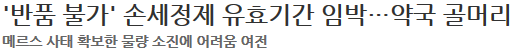 '반품 불가' 손세정제 유효기간 임박…약국 골머리
메르스 사태 확보한 물량 소진에 어려움 여전